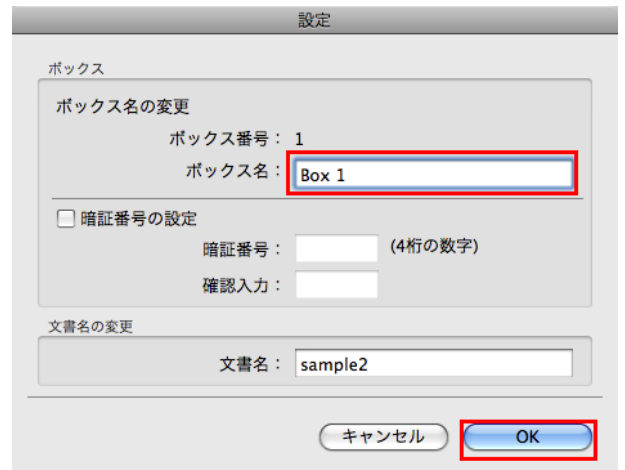 設定
ボックス
ボックス名の変更
ボックス番号： 1
ボックス名： Box 1
暗証番号の設定
暗証番号： (4桁の数字)
確認入力：
文書名の変更
文書名： sample2
キャンセル OK